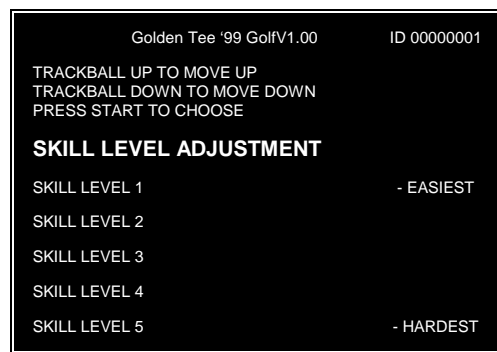 Golden Tee ‘99 GolfV1.00 ID 00000001
TRACKBALL UP TO MOVE UP
TRACKBALL DOWN TO MOVE DOWN
PRESS START TO CHOOSE
SKILL LEVEL ADJUSTMENT
SKILL LEVEL 1 - EASIEST
SKILL LEVEL 2
SKILL LEVEL 3
SKILL LEVEL 4
SKILL LEVEL 5 - HARDEST